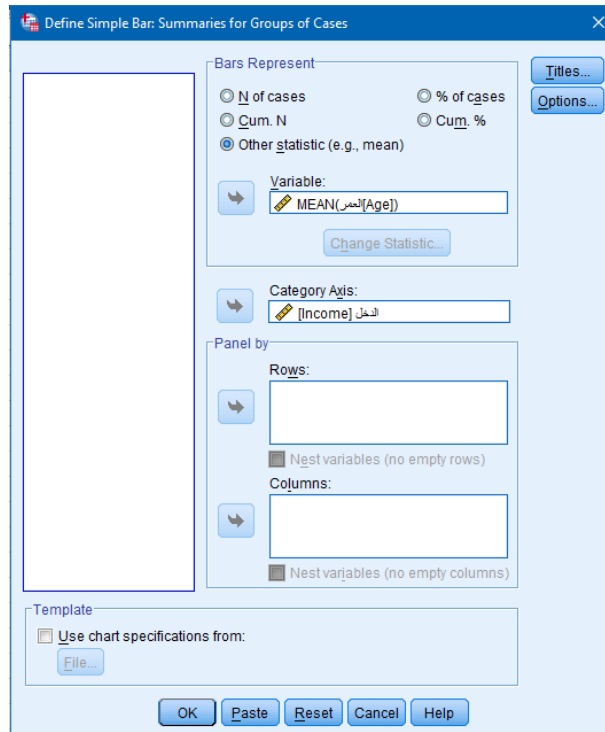 Define Simple Bar: Summaries for Groups of Cases
Bars Represent
N of cases
% of cases
Cum. N
Cum. %
Other statistic (e.g., mean)
Variable:
MEAN(العمر[Age])
Change Statistic...
Category Axis:
[Income] الدخل
Panel by
Rows:
Nest variables (no empty rows)
Columns:
Nest variables (no empty columns)
Titles...
Options...
Template
Use chart specifications from:
File...
OK Paste Reset Cancel Help